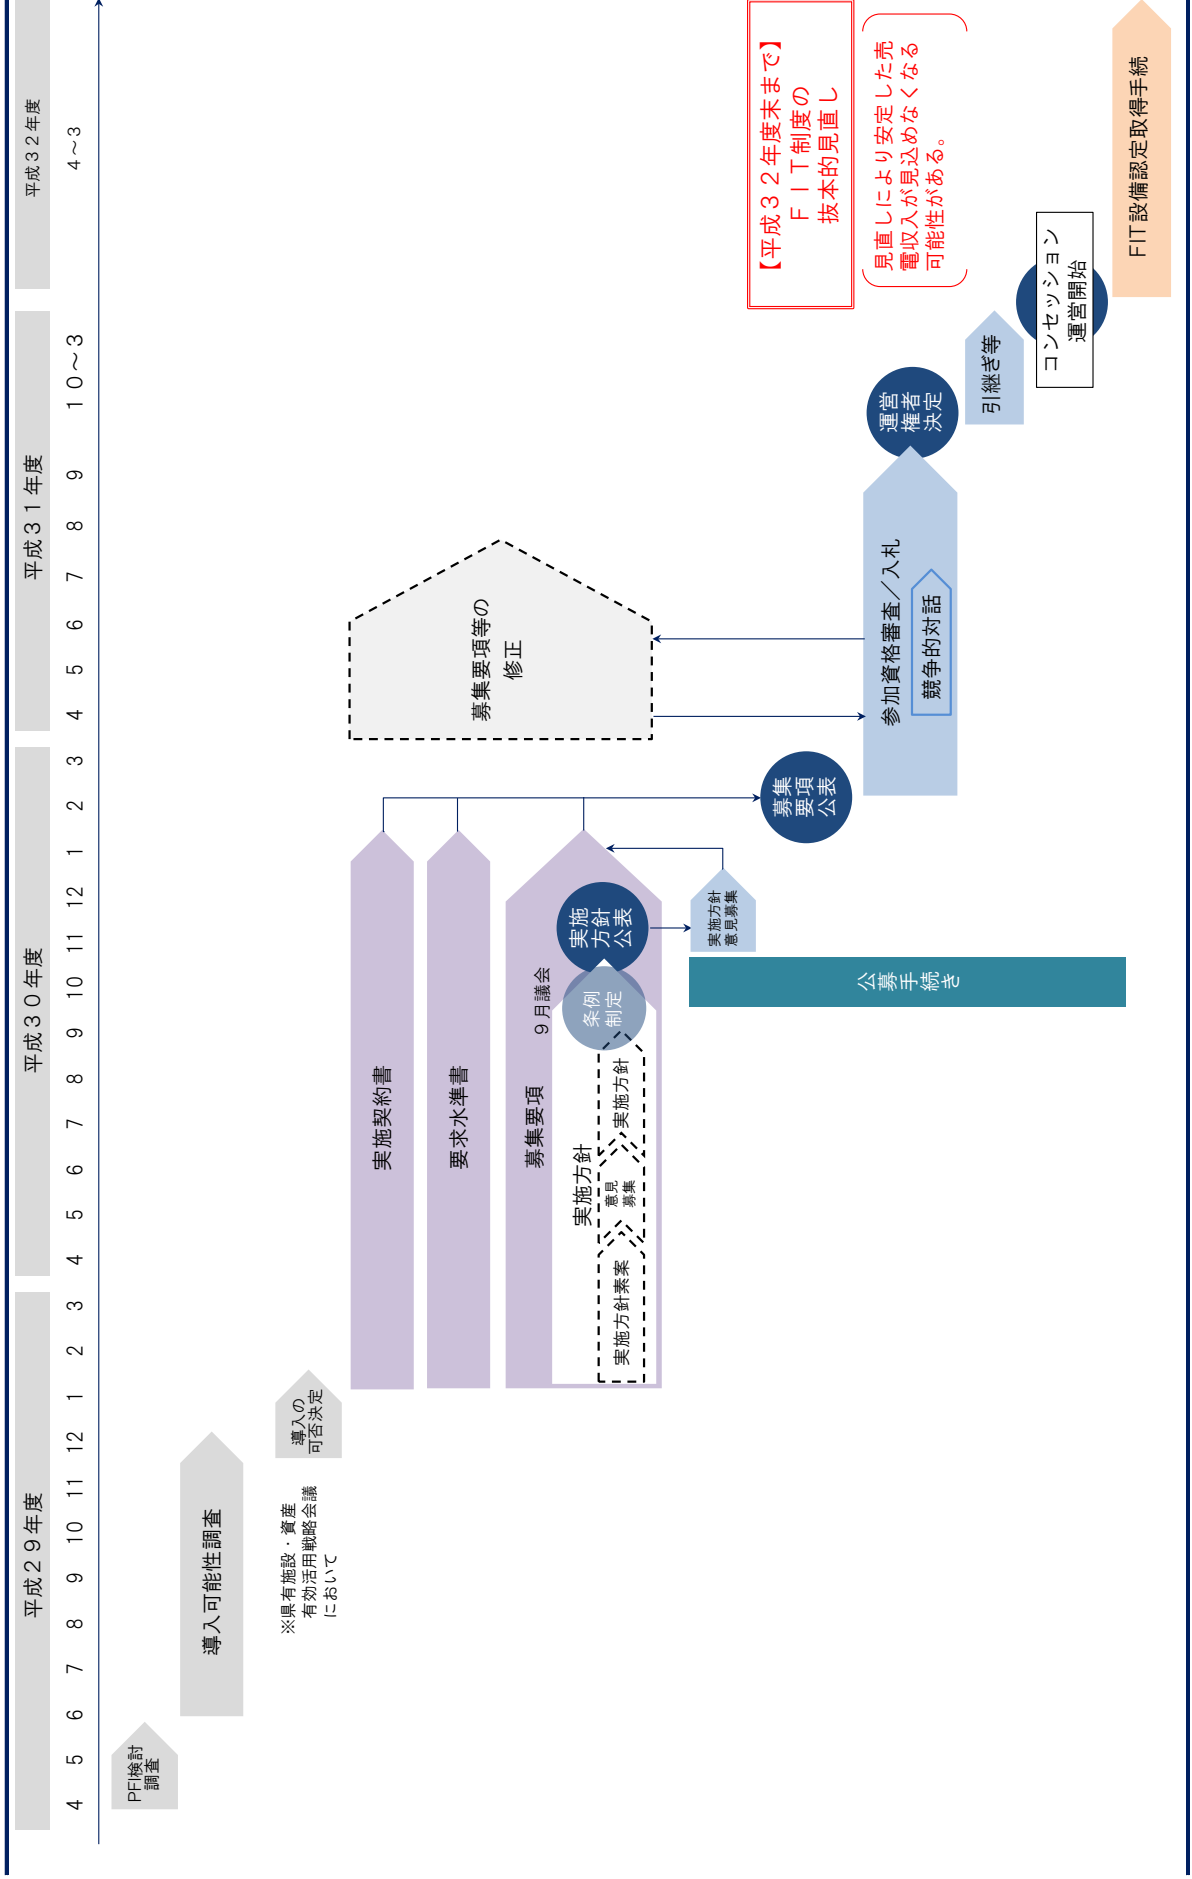 平成２９年度
平成３０年度
平成３１年度
平成３２年度
4 5 6 7 8 9 10 11 12 1 2 3
4 5 6 7 8 9 10 11 12 1 2 3
4 5 6 7 8 9 １０～３
４～３
PFI検討
調査
導入可能性調査
導入の
可否決定
※県有施設・資産
有効活用戦略会議
において
実施契約書
要求水準書
募集要項
９月議会
実施方針
実施方針素案
意見
募集
実施方針
条例
制定
実施
方針
公表
実施方針
意見募集
募集要項等の
修正
公募手続き
募集
要項
公表
参加資格審査／入札
競争的対話
運営
権者
決定
引継ぎ等
コンセッション
運営開始
FIT設備認定取得手続
【平成３２年度末まで】
ＦＩＴ制度の
抜本的見直し
見直しにより安定した売
電収入が見込めなくなる
可能性がある。